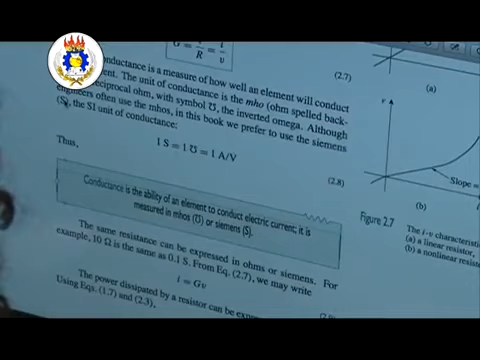 G = 1/R = i/v
(2.7)
onductance is a measure of how well an element will conduct
ent. The unit of conductance is the mho (ohm spelled back-
reciprocal ohm, with symbol ℧, the inverted omega. Although
engineers often use the mhos, in this book we prefer to use the siemens
(S), the SI unit of conductance:
1 S = 1 ℧ = 1 A/V
(2.8)
Thus,
Conductance is the ability of an element to conduct electric current; it is
measured in mhos (℧) or siemens (S).
The same resistance can be expressed in ohms or siemens. For
example, 10 Ω is the same as 0.1 S. From Eq. (2.7), we may write
i = Gv
The power dissipated by a resistor can be expre
Using Eqs. (1.7) and (2.3),
(a)
v
Slope =
(b)
Figure 2.7
The i-v characteristic
(a) a linear resistor,
(b) a nonlinear resist